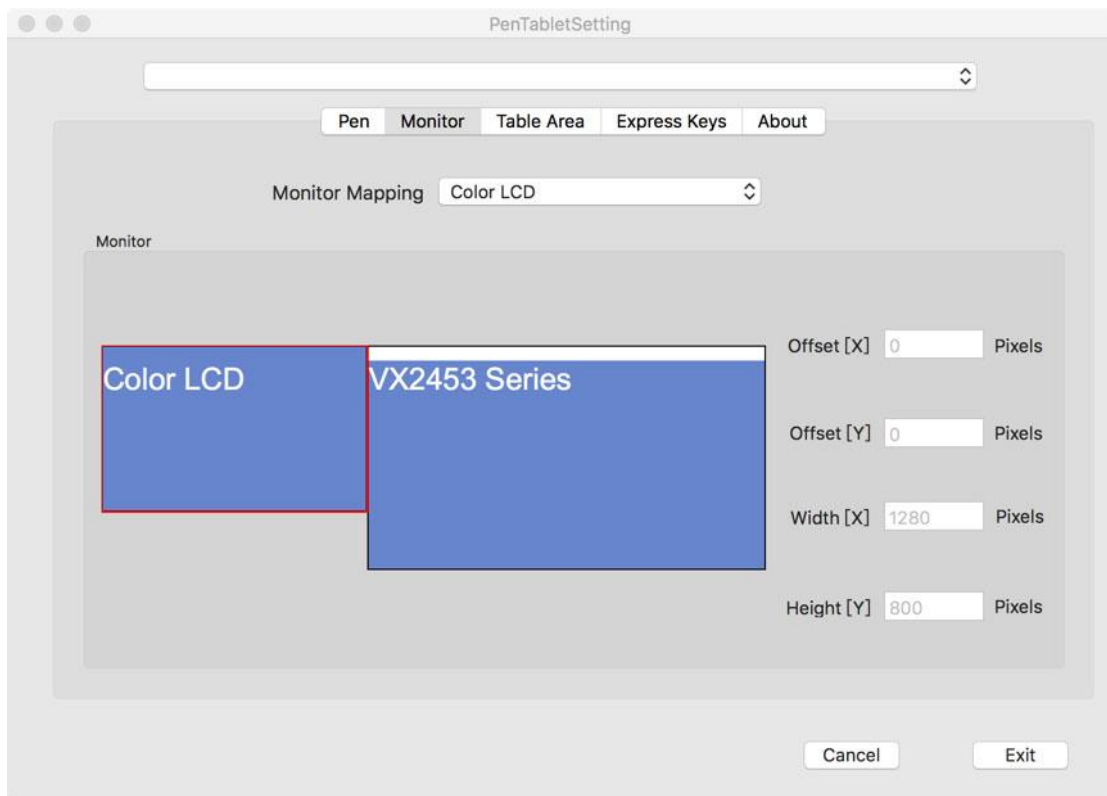 PenTabletSetting
Pen Monitor Table Area Express Keys About
Monitor Mapping Color LCD
Monitor
Color LCD
VX2453 Series
Offset [X] 0 Pixels
Offset [Y] 0 Pixels
Width [X] 1280 Pixels
Height [Y] 800 Pixels
Cancel Exit